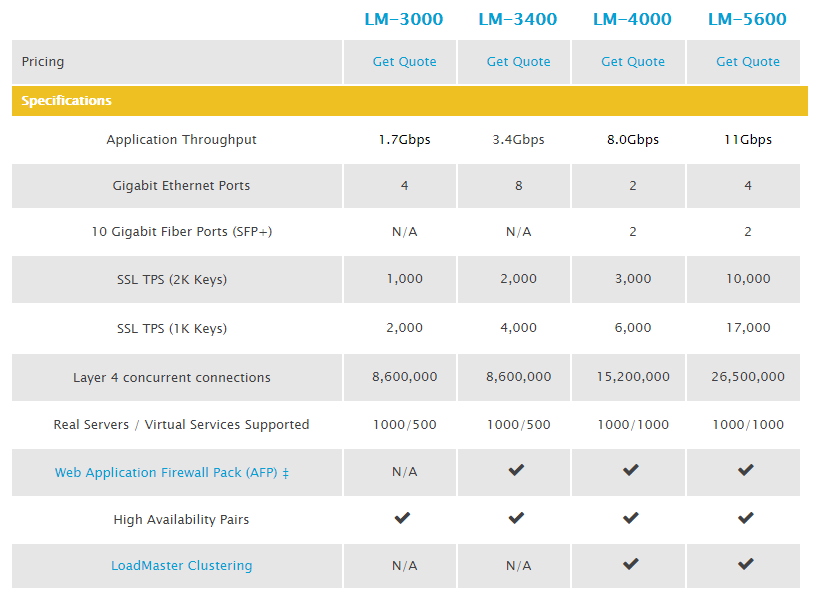 LM-3000 LM-3400 LM-4000 LM-5600
Pricing Get Quote Get Quote Get Quote Get Quote
Specifications
Application Throughput 1.7Gbps 3.4Gbps 8.0Gbps 11Gbps
Gigabit Ethernet Ports 4 8 2 4
10 Gigabit Fiber Ports (SFP+) N/A N/A 2 2
SSL TPS (2K Keys) 1,000 2,000 3,000 10,000
SSL TPS (1K Keys) 2,000 4,000 6,000 17,000
Layer 4 concurrent connections 8,600,000 8,600,000 15,200,000 26,500,000
Real Servers / Virtual Services Supported 1000/500 1000/500 1000/1000 1000/1000
Web Application Firewall Pack (AFP) ‡ N/A ✔ ✔ ✔
High Availability Pairs ✔ ✔ ✔ ✔
LoadMaster Clustering N/A N/A ✔ ✔